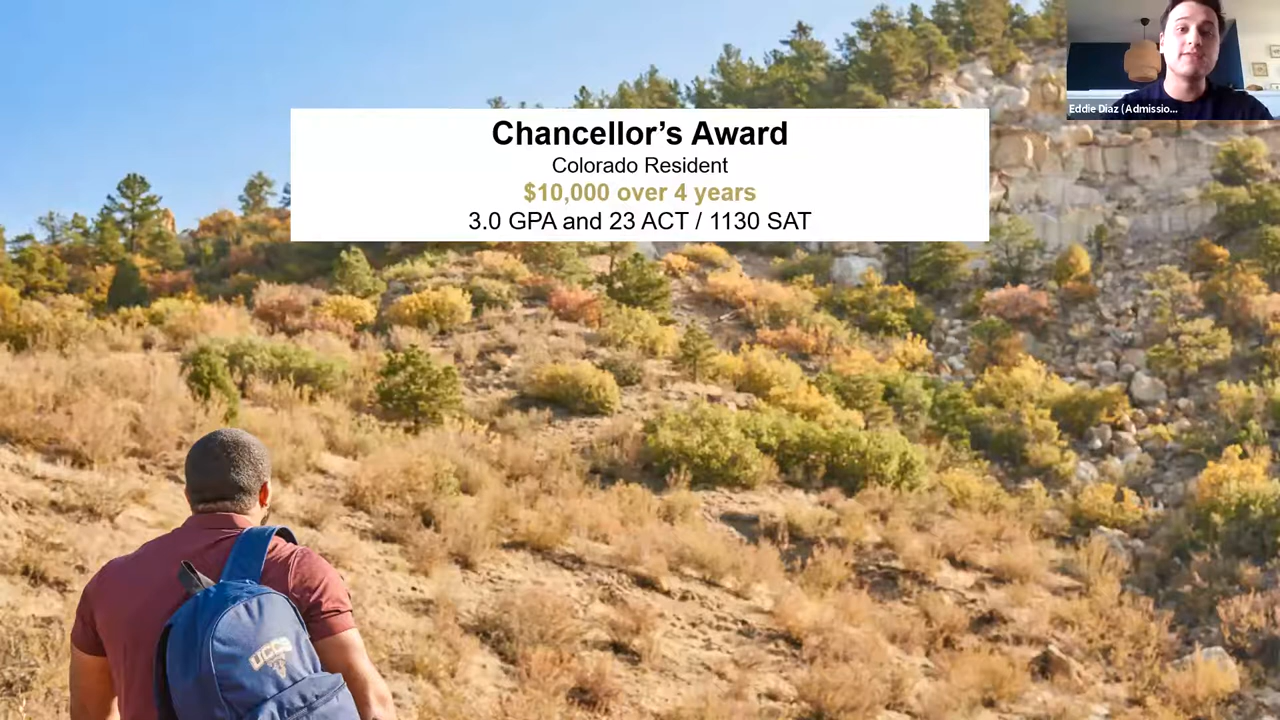 Chancellor's Award
Colorado Resident
$10,000 over 4 years
3.0 GPA and 23 ACT / 1130 SAT
Eddie Diaz (Admissio...
UCCS